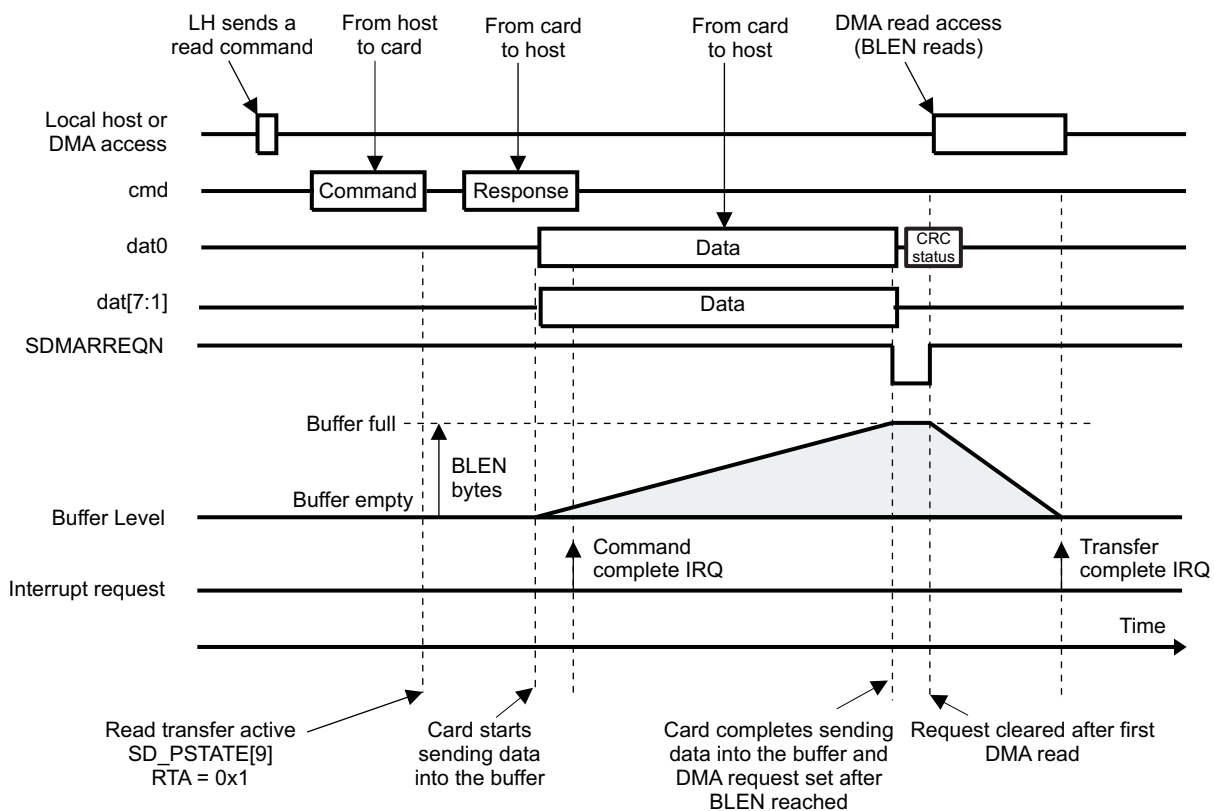 LH sends a
read command
From host
to card
From card
to host
From card
to host
DMA read access
(BLEN reads)
Local host or
DMA access
cmd
Command
Response
dat0
Data
CRC
status
dat[7:1]
Data
SDMARREQN
Buffer full
BLEN
bytes
Buffer empty
Buffer Level
Command
complete IRQ
Transfer
complete IRQ
Interrupt request
Time
Read transfer active
SD_PSTATE[9]
RTA = 0x1
Card starts
sending data
into the buffer
Card completes sending
data into the buffer and
DMA request set after
BLEN reached
Request cleared after first
DMA read